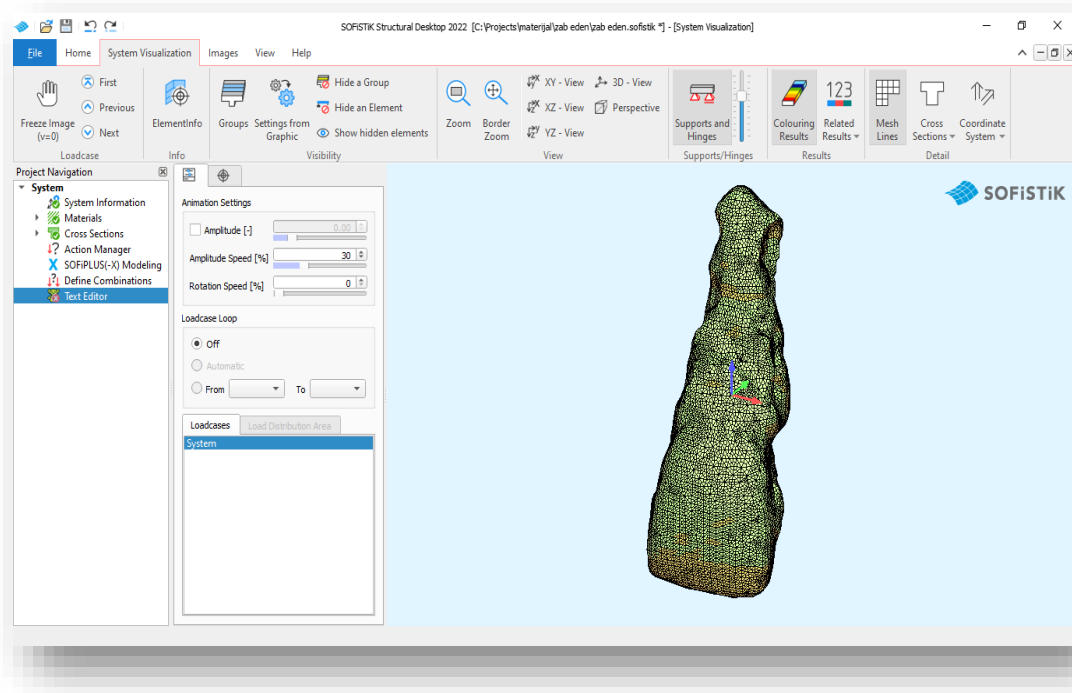 SOFiSTiK Structural Desktop 2022 [C:\Projects\materijal\zab eden\zab eden.sofistik *] - [System Visualization]
File Home System Visualization Images View Help
Freeze Image (v=0)
First
Previous
Next
Loadcase
ElementInfo
Info
Groups
Settings from Graphic
Hide a Group
Hide an Element
Show hidden elements
Visibility
Zoom
Border Zoom
XY - View
XZ - View
YZ - View
3D - View
Perspective
View
Supports and Hinges
Supports/Hinges
Colouring Results
123
Related Results
Results
Mesh Lines
Cross Sections
Coordinate System
Detail
Project Navigation
System
System Information
Materials
Cross Sections
Action Manager
SOFiPLUS(-X) Modeling
Define Combinations
Text Editor
Animation Settings
Amplitude [-] 0.00
Amplitude Speed [%] 30
Rotation Speed [%] 0
Loadcase Loop
Off
Automatic
From To
Loadcases Load Distribution Area
System
SOFiSTiK